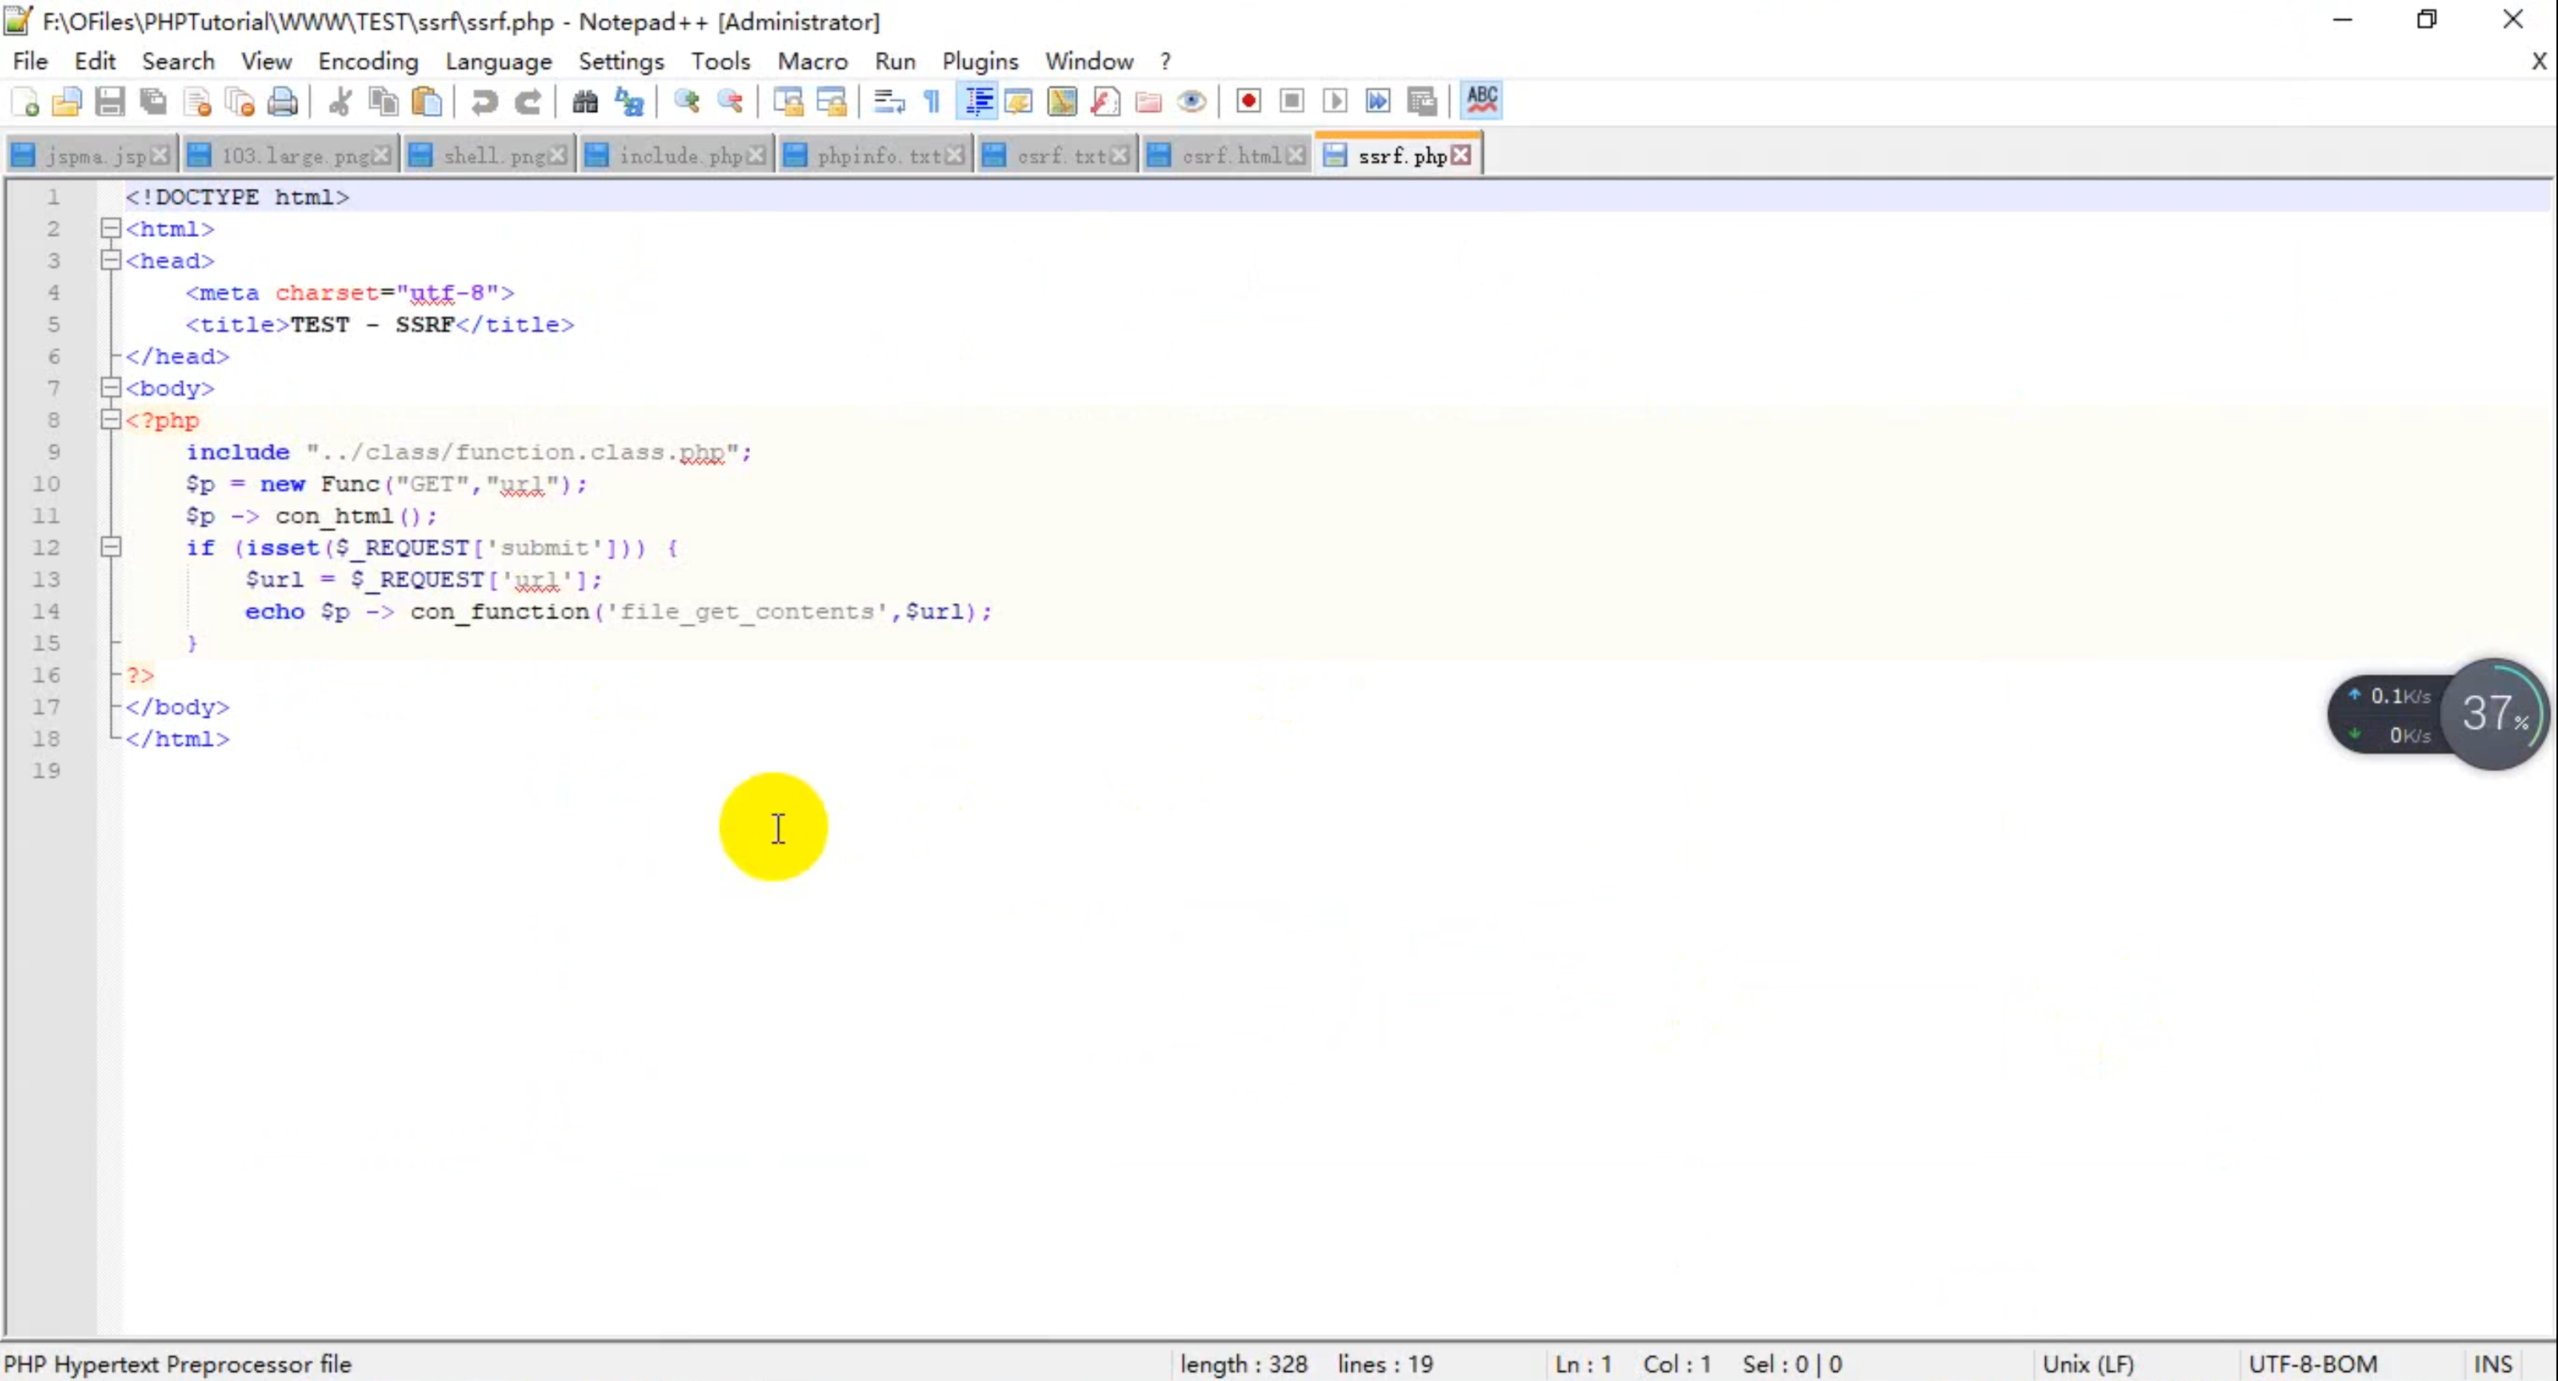 F:\OFiles\PHPTutorial\WWW\TEST\ssrf\ssrf.php - Notepad++ [Administrator]
File Edit Search View Encoding Language Settings Tools Macro Run Plugins Window ? X
ABC
jspma.jsp 103.large.png shell.png include.php phpinfo.txt csrf.txt csrf.html ssrf.php
1 <!DOCTYPE html>
2 <html>
3 <head>
4 <meta charset="utf-8">
5 <title>TEST - SSRF</title>
6 </head>
7 <body>
8 <?php
9 include "../class/function.class.php";
10 $p = new Func("GET","url");
11 $p -> con_html();
12 if (isset($_REQUEST['submit'])) {
13 $url = $_REQUEST['url'];
14 echo $p -> con_function('file_get_contents',$url);
15 }
16 ?>
17 </body>
18 </html>
19
0.1K/s
0K/s
37%
PHP Hypertext Preprocessor file length : 328 lines : 19 Ln : 1 Col : 1 Sel : 0 | 0 Unix (LF) UTF-8-BOM INS